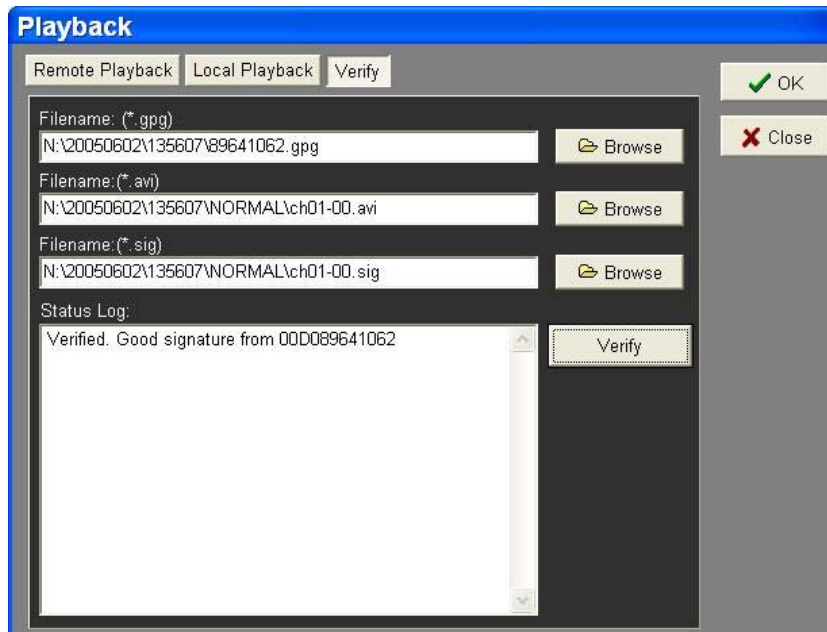 Playback
Remote Playback Local Playback Verify
OK
Close
Filename: (*.gpg)
N:\20050602\135607\89641062.gpg Browse
Filename:(*.avi)
N:\20050602\135607\NORMAL\ch01-00.avi Browse
Filename:(*.sig)
N:\20050602\135607\NORMAL\ch01-00.sig Browse
Status Log:
Verified. Good signature from 00D089641062
Verify